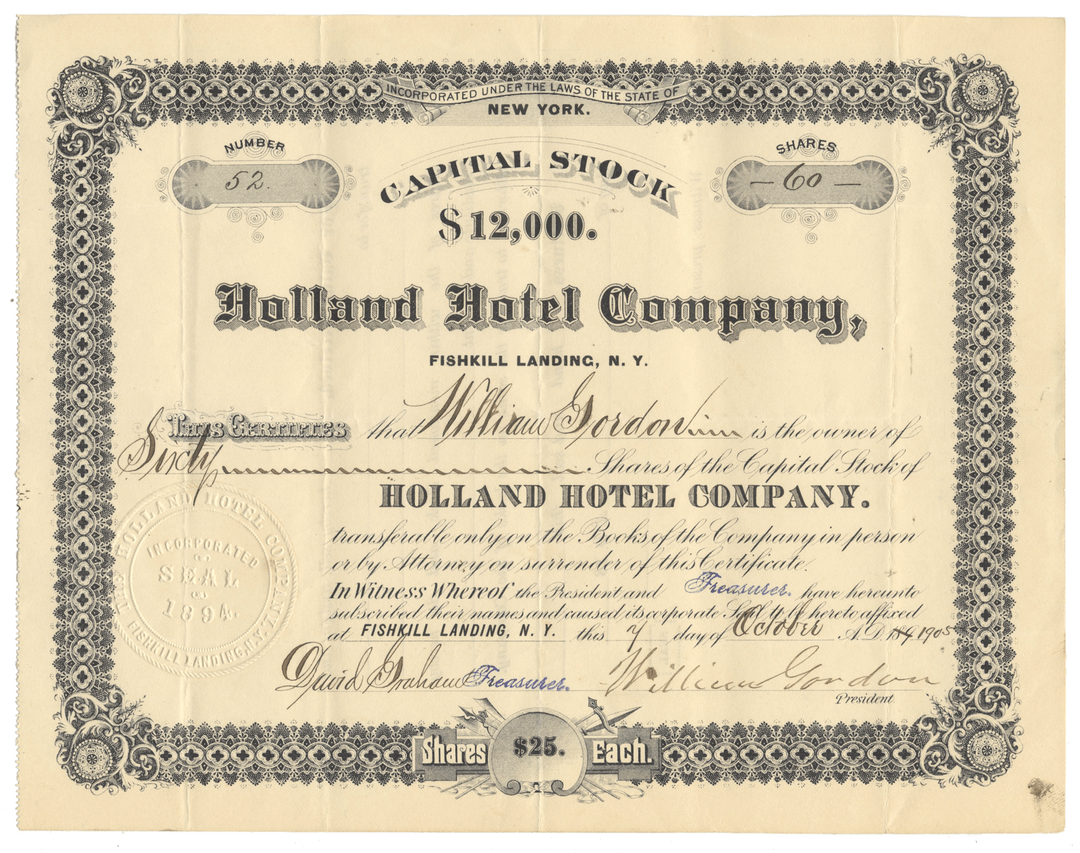 INCORPORATED UNDER THE LAWS OF THE STATE OF
NEW YORK.
NUMBER
52.
CAPITAL STOCK
$12,000.
SHARES
— 60 —
Holland Hotel Company,
FISHKILL LANDING, N. Y.
This Certifies that William Gordon is the owner of
Sixty Shares of the Capital Stock of
HOLLAND HOTEL COMPANY.
transferable only on the Books of the Company in person
or by Attorney on surrender of this Certificate.
In Witness Whereof the President and Treasurer. have hereunto
subscribed their names and caused its corporate Seal to be hereto affixed
at FISHKILL LANDING, N. Y. this 7 day of October A.D. 1905
David Graham Treasurer. William Gordon
President
HOLLAND HOTEL COMPANY
INCORPORATED
SEAL
1894.
FISHKILL LANDING, N.Y.
Shares $25. Each.